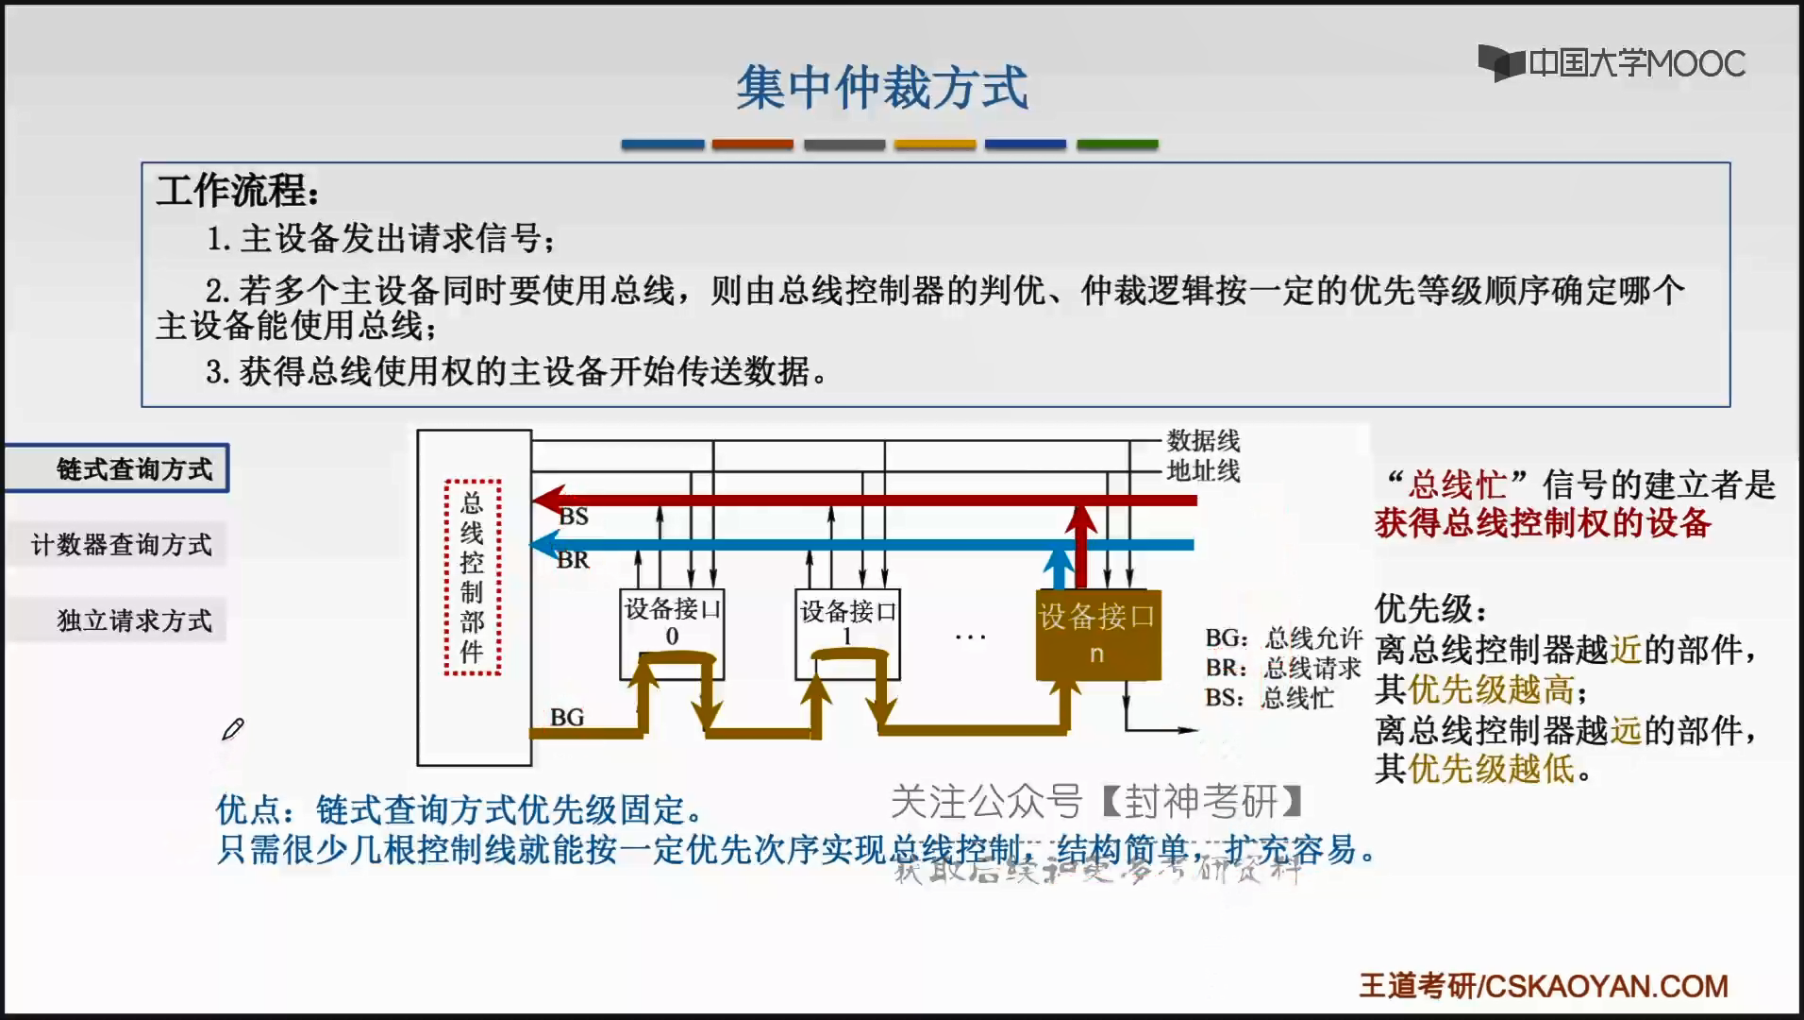 中国大学MOOC
集中仲裁方式
工作流程：
1. 主设备发出请求信号；
2. 若多个主设备同时要使用总线，则由总线控制器的判优、仲裁逻辑按一定的优先等级顺序确定哪个
主设备能使用总线；
3. 获得总线使用权的主设备开始传送数据。
链式查询方式
计数器查询方式
独立请求方式
总线控制部件
数据线
地址线
BS
BR
设备接口
0
设备接口
1
…
设备接口
n
BG
BG：总线允许
BR：总线请求
BS：总线忙
“总线忙”信号的建立者是
获得总线控制权的设备
优先级：
离总线控制器越近的部件，
其优先级越高；
离总线控制器越远的部件，
其优先级越低。
优点：链式查询方式优先级固定。
只需很少几根控制线就能按一定优先次序实现总线控制，结构简单，扩充容易。
关注公众号【封神考研】
获取后续和更多考研资料
王道考研/CSKAOYAN.COM